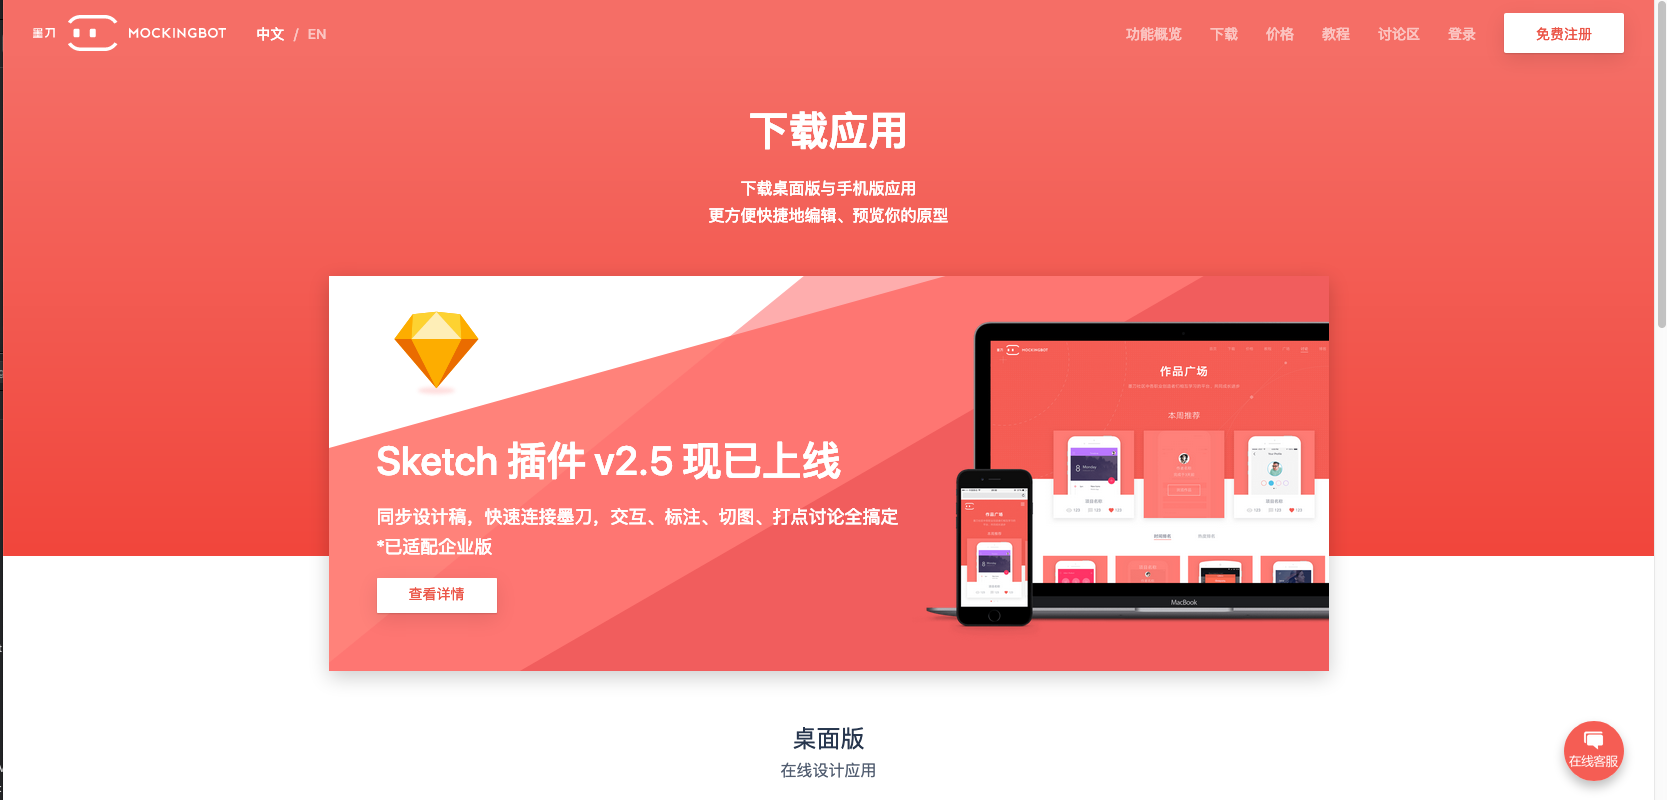 墨刀 MOCKINGBOT 中文 / EN 功能概览 下载 价格 教程 讨论区 登录 免费注册
下载应用
下载桌面版与手机版应用
更方便快捷地编辑、预览你的原型
Sketch 插件 v2.5 现已上线
同步设计稿，快速连接墨刀，交互、标注、切图、打点讨论全搞定
*已适配企业版
查看详情
作品广场
本周推荐
作品广场
MacBook
桌面版
在线设计应用
在线客服